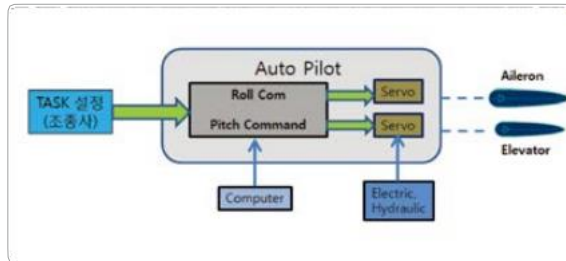 Auto Pilot
TASK 설정
(조종사)
Roll Com
Pitch Command
Servo
Servo
Aileron
Elevator
Computer
Electric,
Hydraulic